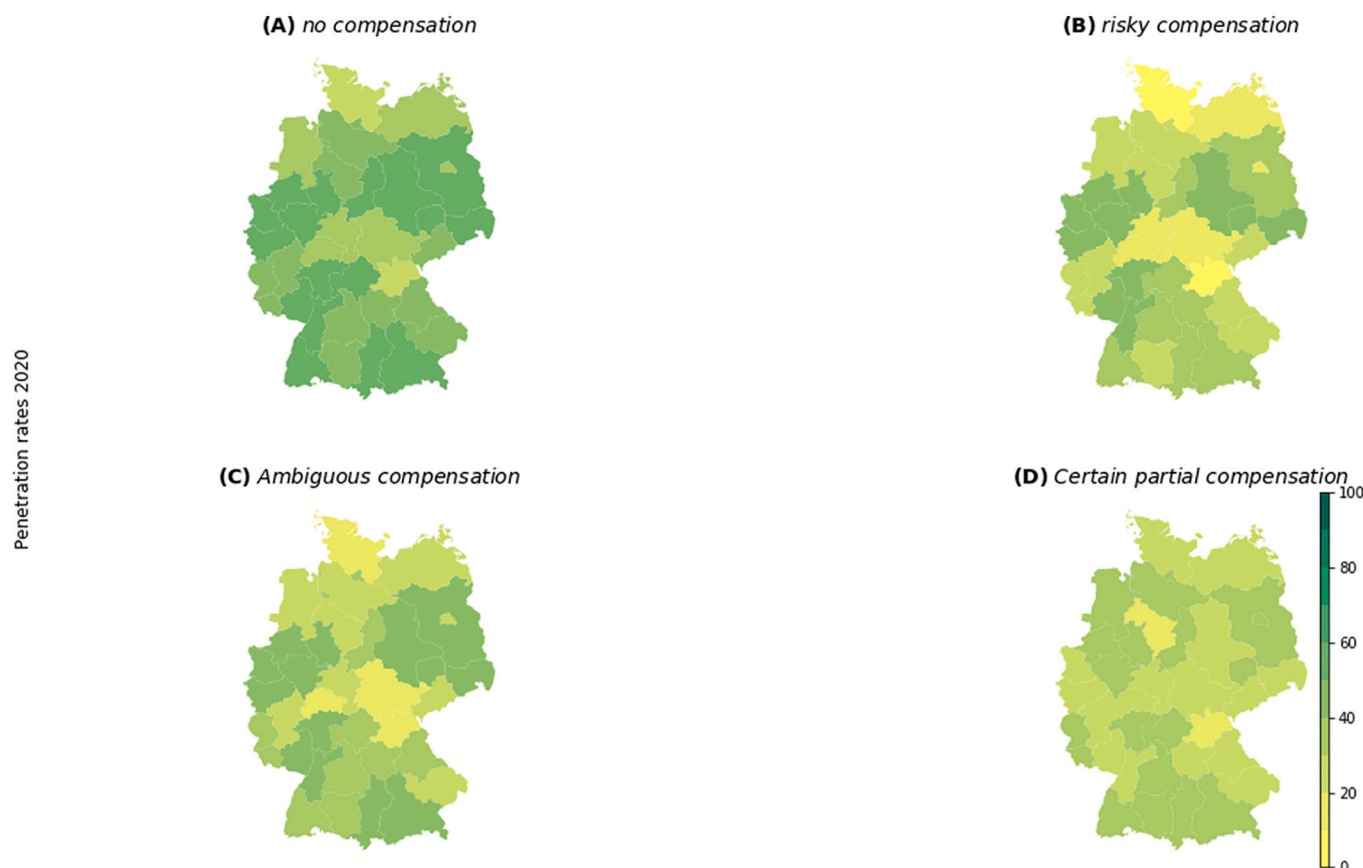 (A) no compensation
(B) risky compensation
Penetration rates 2020
(C) Ambiguous compensation
(D) Certain partial compensation
100
80
60
40
20
0